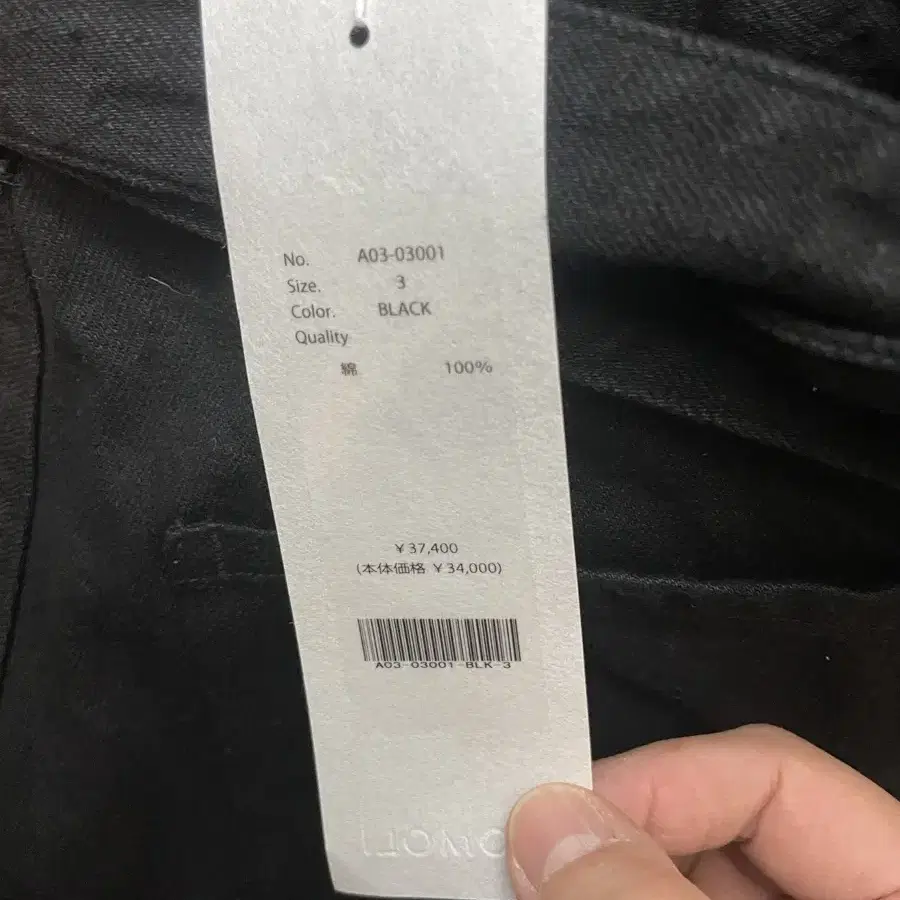 No. A03-03001
Size. 3
Color. BLACK
Quality
綿 100%
¥37,400
(本体価格 ¥34,000)
A03-03001-BLK-3